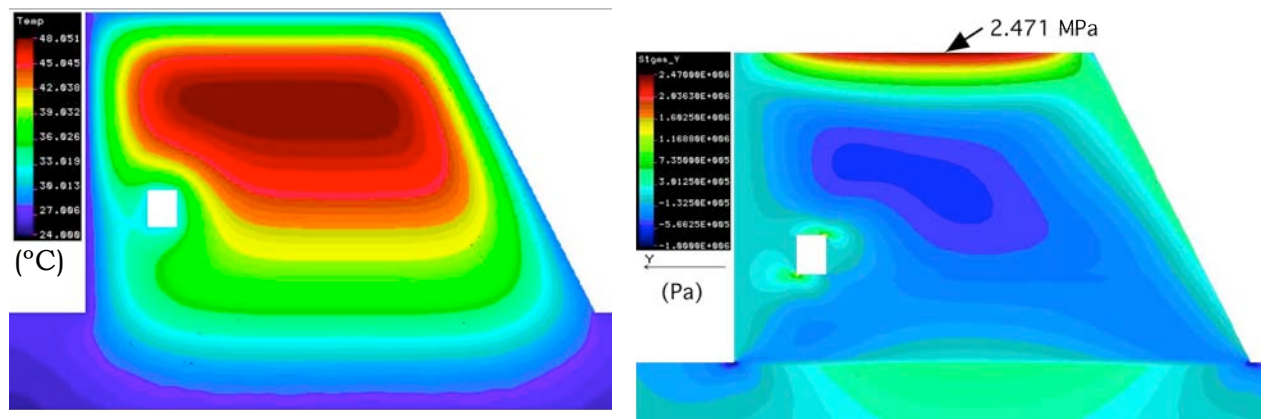 Temp
48.051
45.045
42.038
39.032
36.026
33.019
30.013
27.006
24.000
(ºC)
2.471 MPa
Sigma_Y
2.47000E+006
2.03630E+006
1.60250E+006
1.16880E+006
7.35000E+005
3.01250E+005
-1.3250E+005
-5.6625E+005
-1.0000E+006
Y
(Pa)